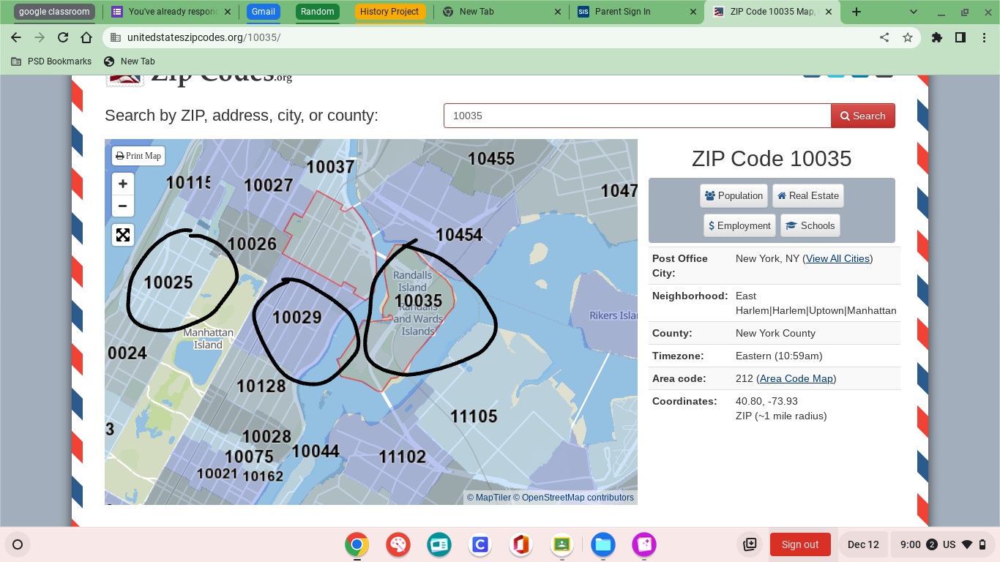 google classroom
You've already respon
Gmail
Random
History Project
New Tab
SIS
Parent Sign In
ZIP Code 10035 Map,
unitedstateszipcodes.org/10035/
PSD Bookmarks
New Tab
Zip Codes.org
Search by ZIP, address, city, or county:
10035
Search
Print Map
+
−
10115
10027
10037
10455
1047
10026
10454
10025
Randalls
Island
10035
Randalls
and Wards
Islands
10029
Rikers Islan
Manhattan
Island
0024
10128
11105
3
10028
10075
10044
11102
10021
10162
© MapTiler © OpenStreetMap contributors
ZIP Code 10035
Population
Real Estate
$ Employment
Schools
Post Office City: New York, NY (View All Cities)
Neighborhood: East Harlem|Harlem|Uptown|Manhattan
County: New York County
Timezone: Eastern (10:59am)
Area code: 212 (Area Code Map)
Coordinates: 40.80, -73.93
ZIP (~1 mile radius)
C
Sign out
Dec 12
9:00
2
US